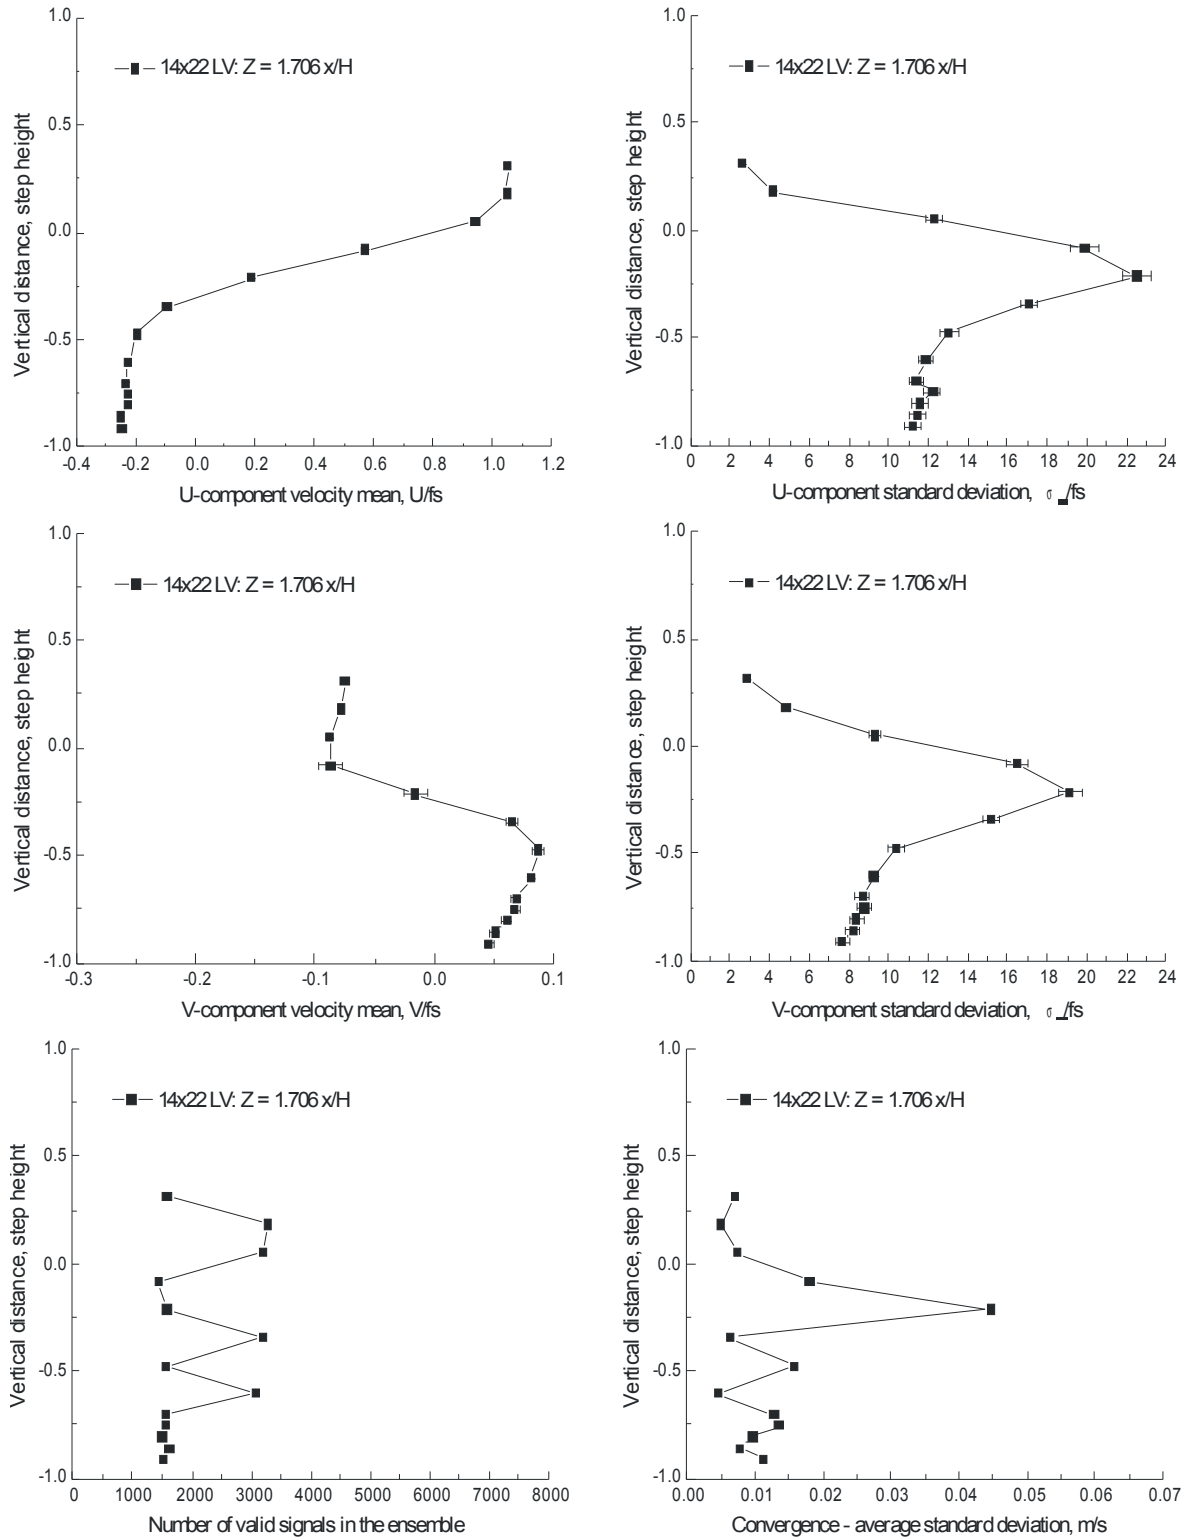 1.0
14x22 LV: Z = 1.706 x/H
0.5
0.0
-0.5
-1.0
Vertical distance, step height
-0.4 -0.2 0.0 0.2 0.4 0.6 0.8 1.0 1.2
U-component velocity mean, U/fs
1.0
14x22 LV: Z = 1.706 x/H
0.5
0.0
-0.5
-1.0
Vertical distance, step height
0 2 4 6 8 10 12 14 16 18 20 22 24
U-component standard deviation, σ_/fs
1.0
14x22 LV: Z = 1.706 x/H
0.5
0.0
-0.5
-1.0
Vertical distance, step height
-0.3 -0.2 -0.1 0.0 0.1
V-component velocity mean, V/fs
1.0
14x22 LV: Z = 1.706 x/H
0.5
0.0
-0.5
-1.0
Vertical distance, step height
0 2 4 6 8 10 12 14 16 18 20 22 24
V-component standard deviation, σ_/fs
1.0
14x22 LV: Z = 1.706 x/H
0.5
0.0
-0.5
-1.0
Vertical distance, step height
0 1000 2000 3000 4000 5000 6000 7000 8000
Number of valid signals in the ensemble
1.0
14x22 LV: Z = 1.706 x/H
0.5
0.0
-0.5
-1.0
Vertical distance, step height
0.00 0.01 0.02 0.03 0.04 0.05 0.06 0.07
Convergence - average standard deviation, m/s